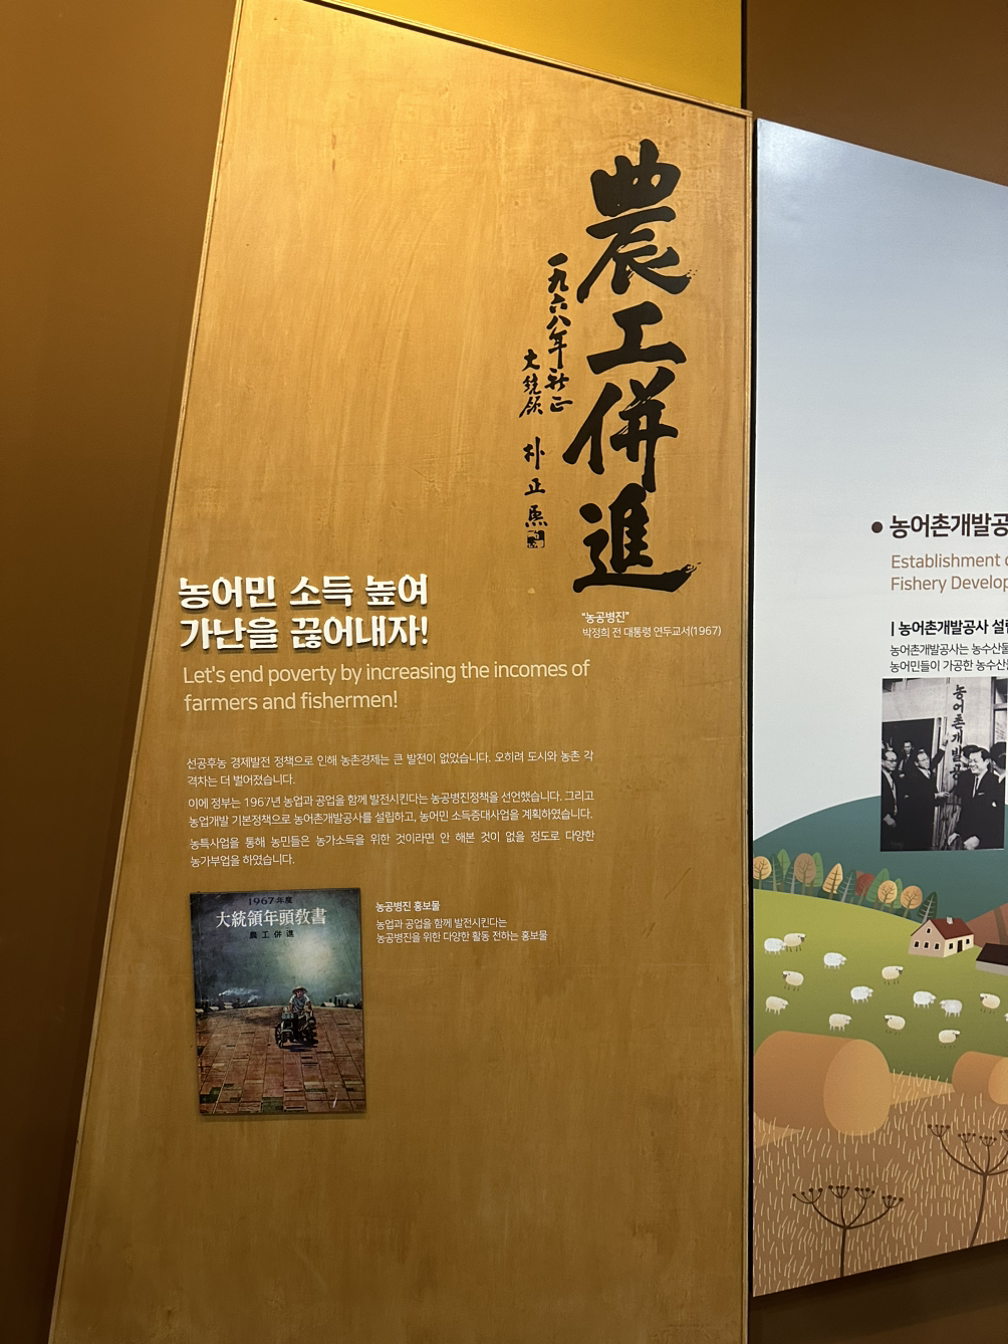 農工併進
一九六八年 新正
大統領 朴正熙
"농공병진"
박정희 전 대통령 연두교서(1967)
농어민 소득 높여
가난을 끊어내자!
Let's end poverty by increasing the incomes of
farmers and fishermen!
선공후농 경제발전 정책으로 인해 농촌경제는 큰 발전이 없었습니다. 오히려 도시와 농촌 각
격차는 더 벌어졌습니다.
이에 정부는 1967년 농업과 공업을 함께 발전시킨다는 농공병진정책을 선언했습니다. 그리고
농업개발 기본정책으로 농어촌개발공사를 설립하고, 농어민 소득증대사업을 계획하였습니다.
농특사업을 통해 농민들은 농가소득을 위한 것이라면 안 해본 것이 없을 정도로 다양한
농가부업을 하였습니다.
1967年度
大統領年頭敎書
農工併進
농공병진 홍보물
농업과 공업을 함께 발전시킨다는
농공병진을 위한 다양한 활동 전하는 홍보물
농어촌개발공
Establishment
Fishery Develop
| 농어촌개발공사 설립
농어촌개발공사는 농수산물
농어민들이 가공한 농수산
농어촌개발